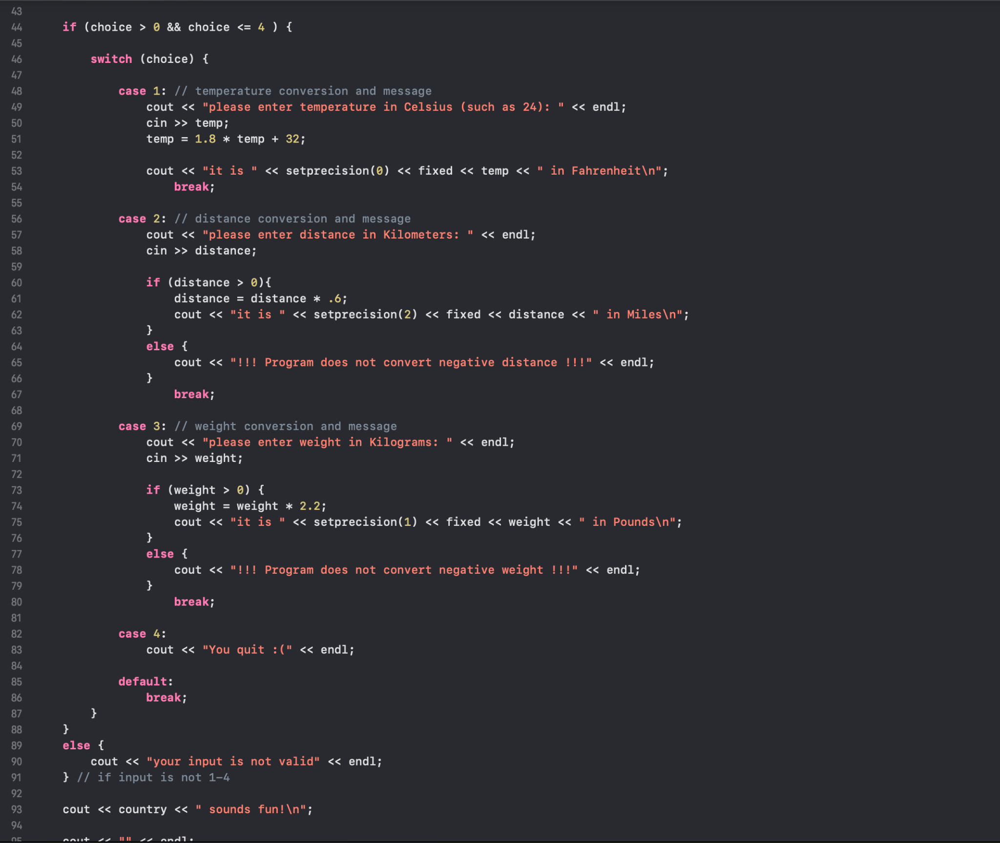 43
44 if (choice > 0 && choice <= 4 ) {
45
46 switch (choice) {
47
48 case 1: // temperature conversion and message
49 cout << "please enter temperature in Celsius (such as 24): " << endl;
50 cin >> temp;
51 temp = 1.8 * temp + 32;
52
53 cout << "it is " << setprecision(0) << fixed << temp << " in Fahrenheit\n";
54 break;
55
56 case 2: // distance conversion and message
57 cout << "please enter distance in Kilometers: " << endl;
58 cin >> distance;
59
60 if (distance > 0){
61 distance = distance * .6;
62 cout << "it is " << setprecision(2) << fixed << distance << " in Miles\n";
63 }
64 else {
65 cout << "!!! Program does not convert negative distance !!!" << endl;
66 }
67 break;
68
69 case 3: // weight conversion and message
70 cout << "please enter weight in Kilograms: " << endl;
71 cin >> weight;
72
73 if (weight > 0) {
74 weight = weight * 2.2;
75 cout << "it is " << setprecision(1) << fixed << weight << " in Pounds\n";
76 }
77 else {
78 cout << "!!! Program does not convert negative weight !!!" << endl;
79 }
80 break;
81
82 case 4:
83 cout << "You quit :(" << endl;
84
85 default:
86 break;
87 }
88 }
89 else {
90 cout << "your input is not valid" << endl;
91 } // if input is not 1-4
92
93 cout << country << " sounds fun!\n";
94
95 cout << "" << endl;